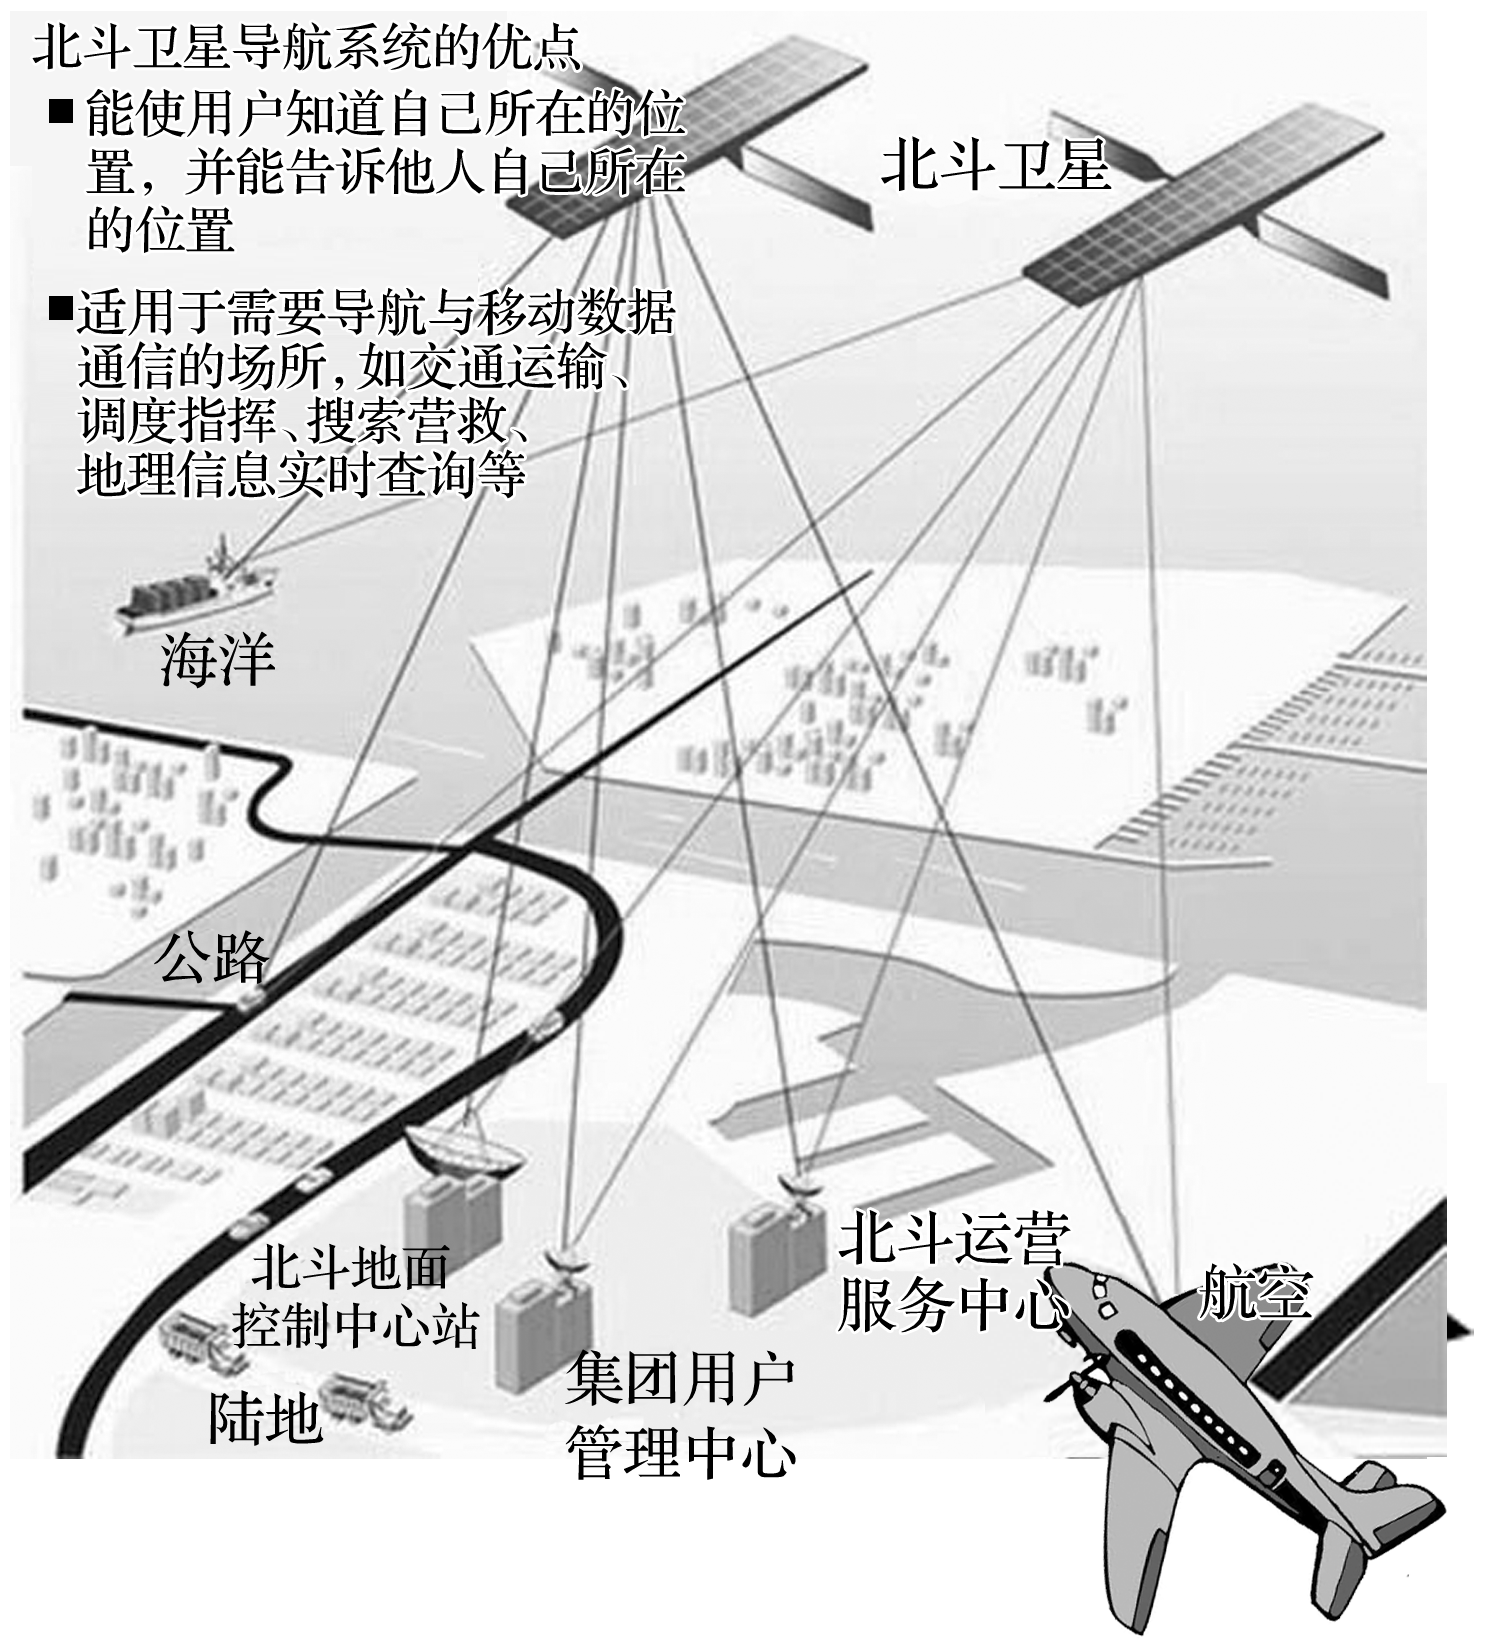 北斗卫星导航系统的优点
■能使用户知道自己所在的位
置，并能告诉他人自己所在
的位置
■适用于需要导航与移动数据
通信的场所，如交通运输、
调度指挥、搜索营救、
地理信息实时查询等
北斗卫星
海洋
公路
北斗地面
控制中心站
陆地
集团用户
管理中心
北斗运营
服务中心
航空